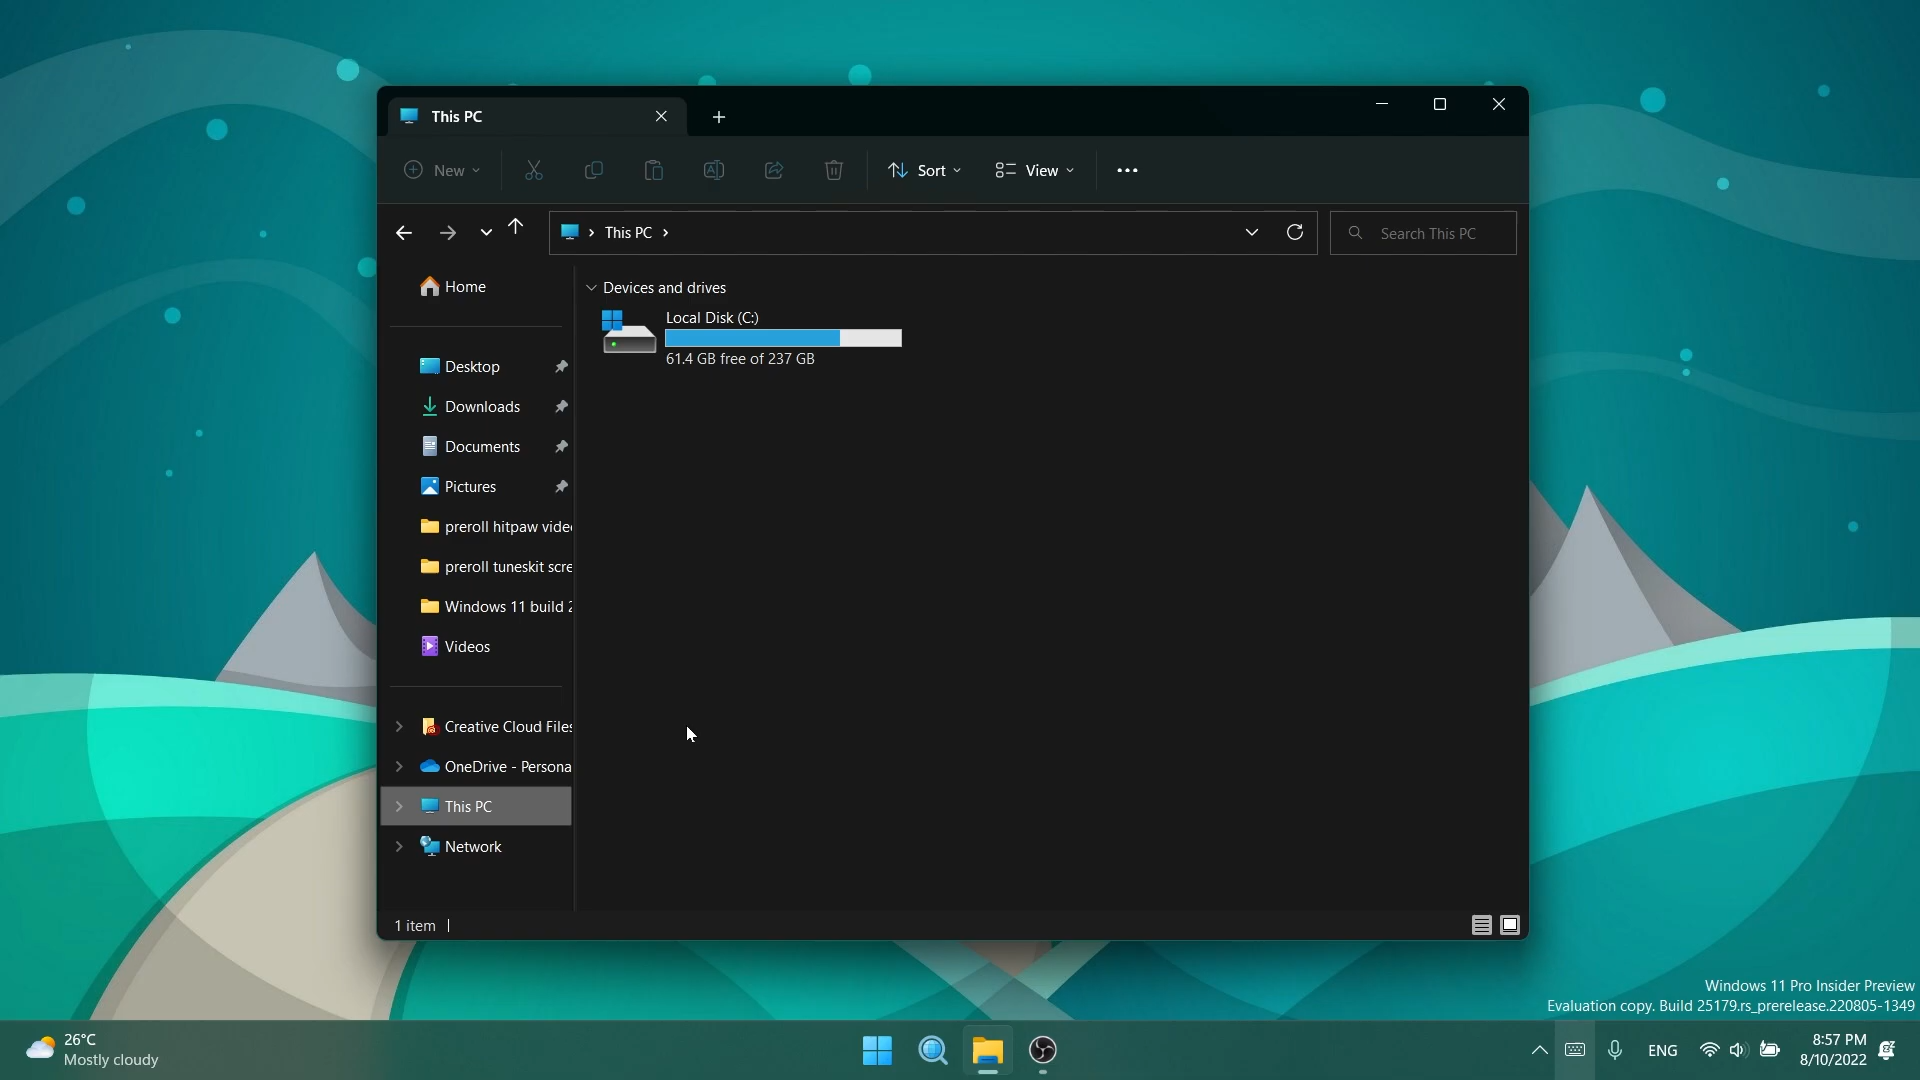 This PC
New
Sort
View
This PC
Search This PC
Home
Devices and drives
Local Disk (C:)
61.4 GB free of 237 GB
Desktop
Downloads
Documents
Pictures
preroll hitpaw vide
preroll tuneskit scre
Windows 11 build 2
Videos
Creative Cloud Files
OneDrive - Persona
This PC
Network
1 item
Windows 11 Pro Insider Preview
Evaluation copy. Build 25179.rs_prerelease.220805-1349
26°C
Mostly cloudy
ENG
8:57 PM
8/10/2022